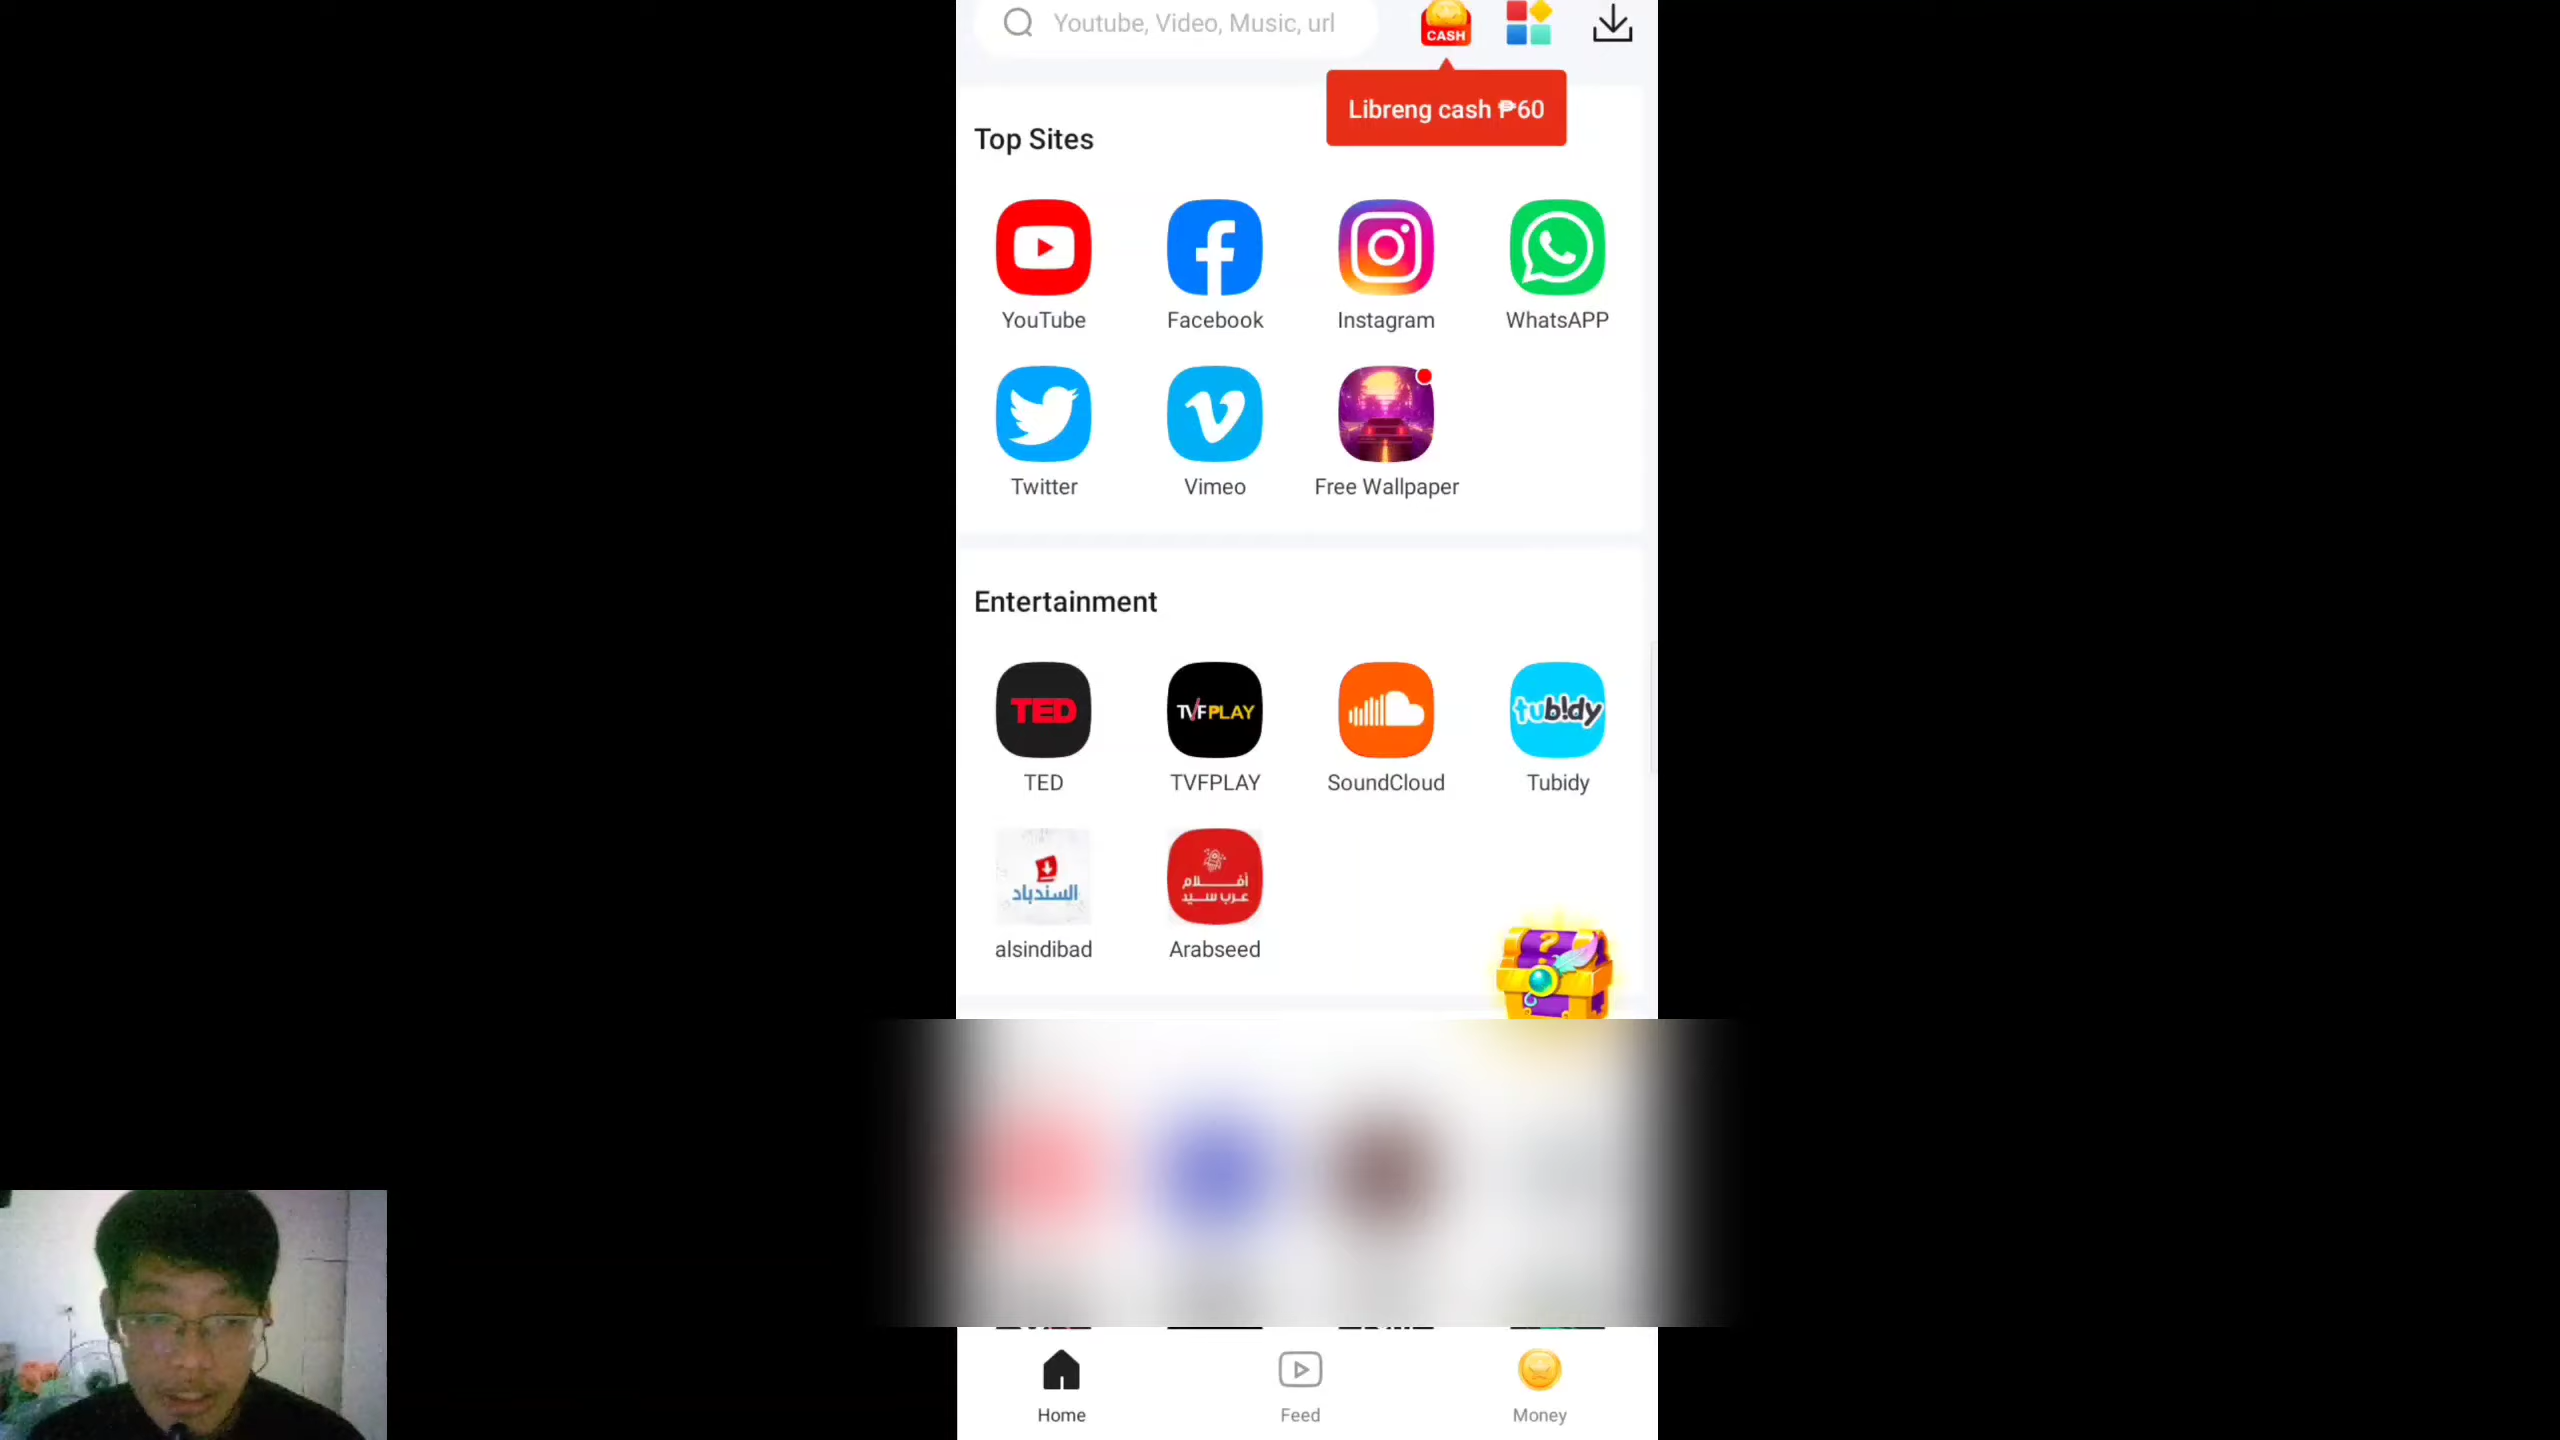 Youtube, Video, Music, url
CASH
Libreng cash ₱60
Top Sites
YouTube
Facebook
Instagram
WhatsAPP
Twitter
Vimeo
Free Wallpaper
Entertainment
TED
TVFPLAY
tubidy
TED
TVFPLAY
SoundCloud
Tubidy
السندباد
أفلام
عرب سيد
alsindibad
Arabseed
Home
Feed
Money